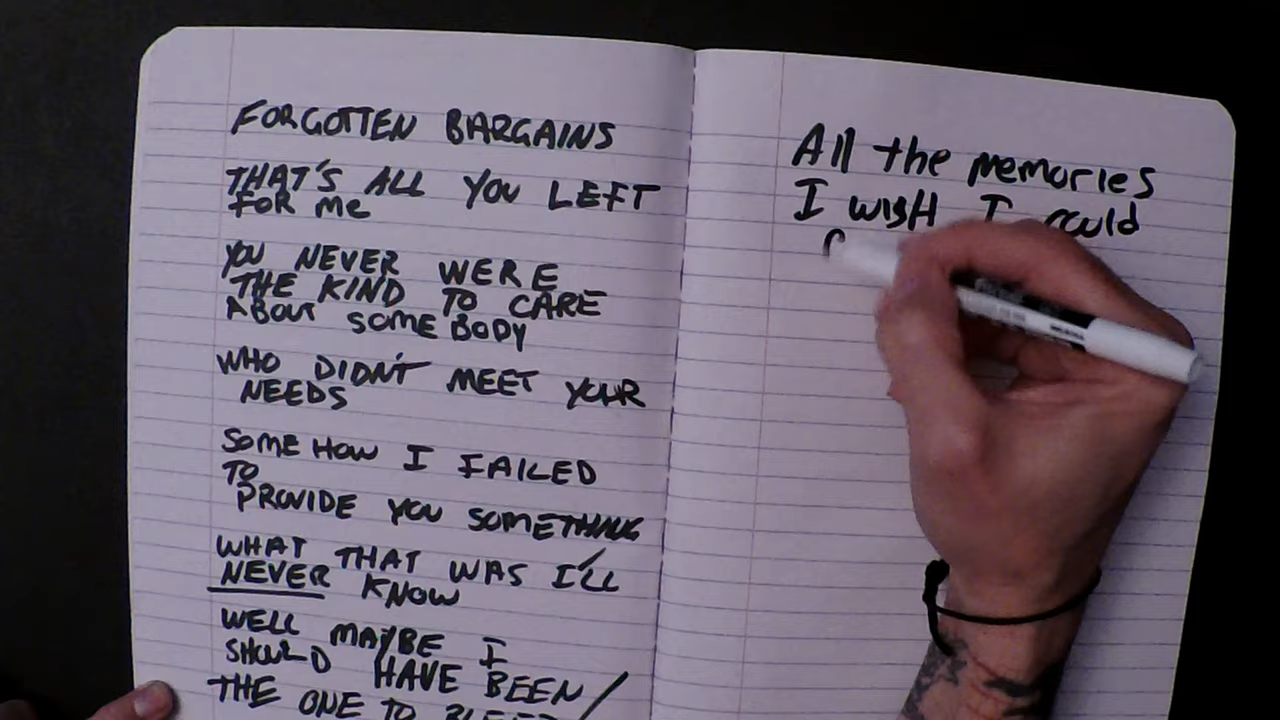 FORGOTTEN BARGAINS
THAT'S ALL YOU LEFT
FOR Me
YOU NEVER WERE
THE KIND TO CARE
ABOUT SOMEBODY
WHO DIDN'T MEET YOUR
NEEDS
SOMEHOW I FAILED
TO
PROVIDE YOU SOMETHING
WHAT THAT WAS I'LL
NEVER KNOW
WELL MAYBE I
SHOULD HAVE BEEN /
THE ONE TO BLEED
All the memories
I wisH I could